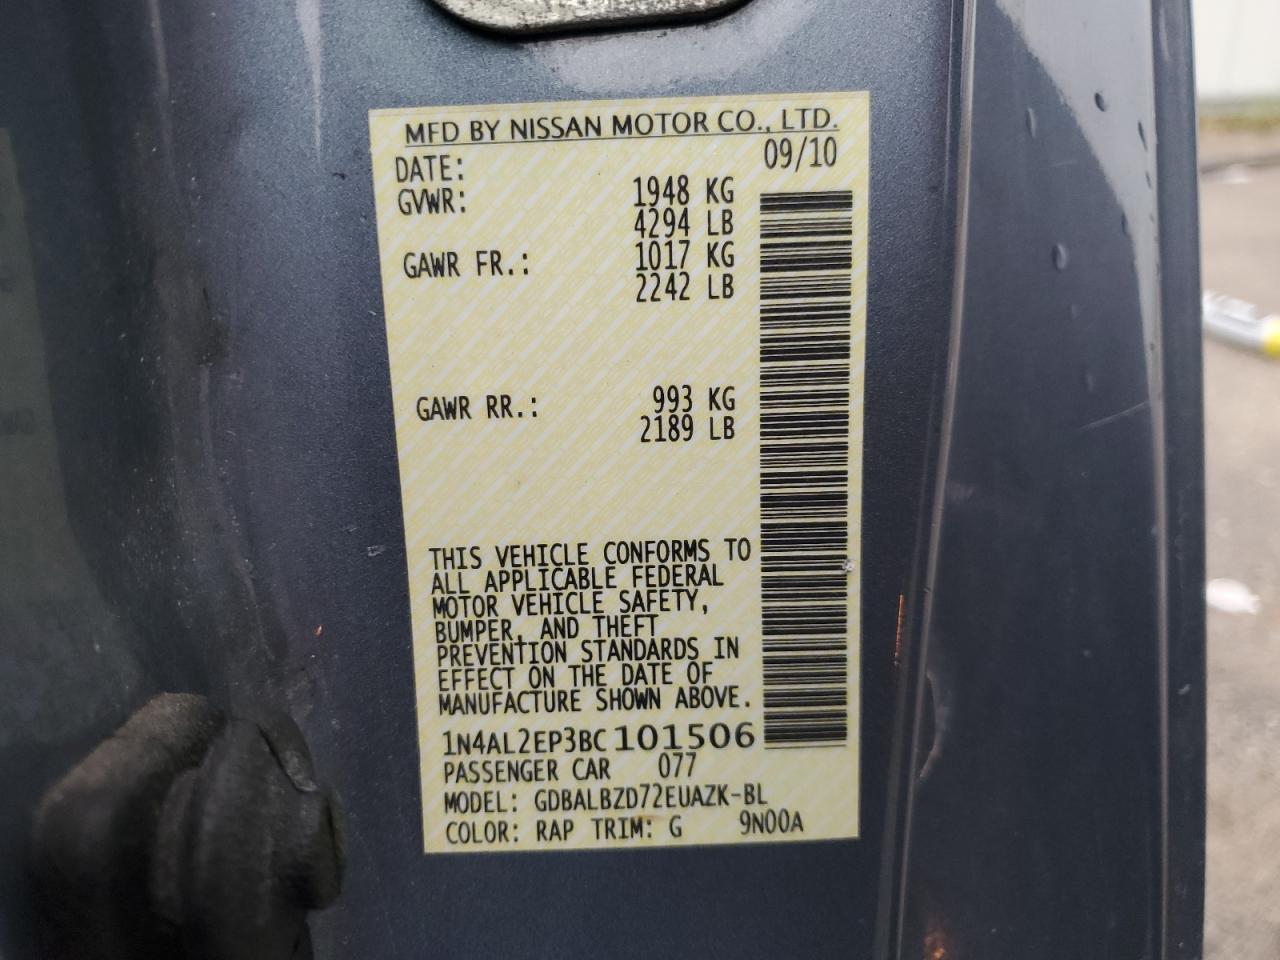 MFD BY NISSAN MOTOR CO., LTD.
DATE: 09/10
GVWR: 1948 KG
4294 LB
GAWR FR.: 1017 KG
2242 LB
GAWR RR.: 993 KG
2189 LB
THIS VEHICLE CONFORMS TO
ALL APPLICABLE FEDERAL
MOTOR VEHICLE SAFETY,
BUMPER, AND THEFT
PREVENTION STANDARDS IN
EFFECT ON THE DATE OF
MANUFACTURE SHOWN ABOVE.
1N4AL2EP3BC101506
PASSENGER CAR 077
MODEL: GDBALBZD72EUAZK-BL
COLOR: RAP TRIM: G 9N00A